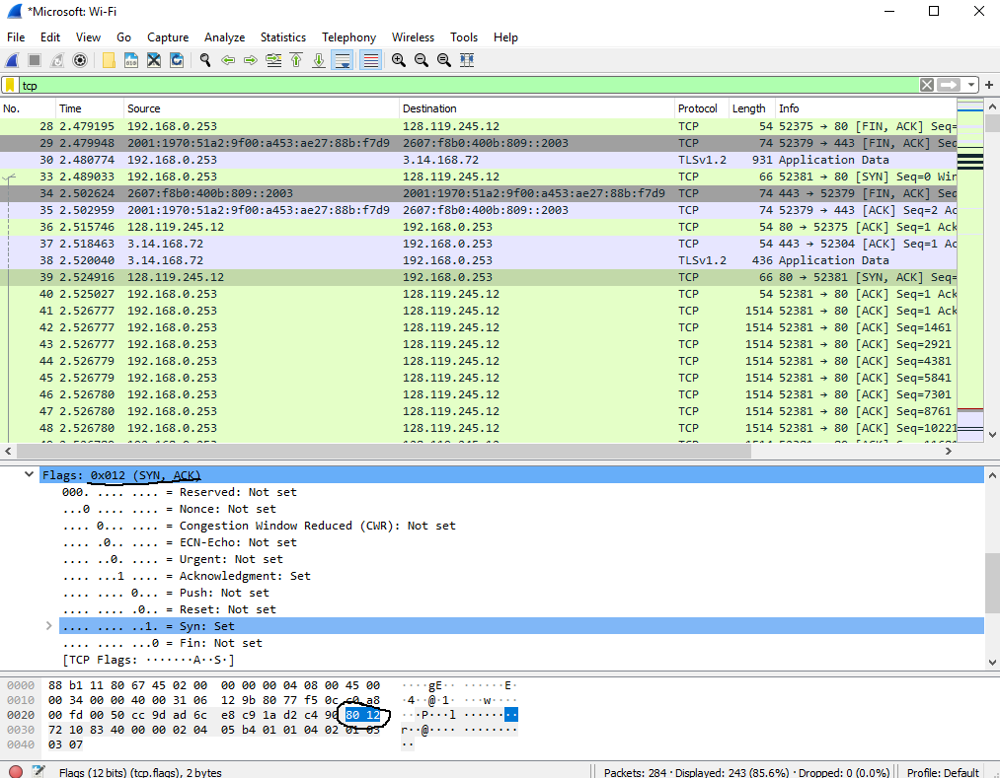 *Microsoft: Wi-Fi
File Edit View Go Capture Analyze Statistics Telephony Wireless Tools Help
tcp
No. Time Source Destination Protocol Length Info
28 2.479195 192.168.0.253 128.119.245.12 TCP 54 52375 → 80 [FIN, ACK] Seq=
29 2.479948 2001:1970:51a2:9f00:a453:ae27:88b:f7d9 2607:f8b0:400b:809::2003 TCP 74 52379 → 443 [FIN, ACK] Seq
30 2.480774 192.168.0.253 3.14.168.72 TLSv1.2 931 Application Data
33 2.489033 192.168.0.253 128.119.245.12 TCP 66 52381 → 80 [SYN] Seq=0 Win
34 2.502624 2607:f8b0:400b:809::2003 2001:1970:51a2:9f00:a453:ae27:88b:f7d9 TCP 74 443 → 52379 [FIN, ACK] Seq
35 2.502959 2001:1970:51a2:9f00:a453:ae27:88b:f7d9 2607:f8b0:400b:809::2003 TCP 74 52379 → 443 [ACK] Seq=2 Ac
36 2.515746 128.119.245.12 192.168.0.253 TCP 54 80 → 52375 [ACK] Seq=1 Ack
37 2.518463 3.14.168.72 192.168.0.253 TCP 54 443 → 52304 [ACK] Seq=1 Ac
38 2.520040 3.14.168.72 192.168.0.253 TLSv1.2 436 Application Data
39 2.524916 128.119.245.12 192.168.0.253 TCP 66 80 → 52381 [SYN, ACK] Seq=
40 2.525027 192.168.0.253 128.119.245.12 TCP 54 52381 → 80 [ACK] Seq=1 Ack
41 2.526777 192.168.0.253 128.119.245.12 TCP 1514 52381 → 80 [ACK] Seq=1 Ack
42 2.526777 192.168.0.253 128.119.245.12 TCP 1514 52381 → 80 [ACK] Seq=1461
43 2.526777 192.168.0.253 128.119.245.12 TCP 1514 52381 → 80 [ACK] Seq=2921
44 2.526779 192.168.0.253 128.119.245.12 TCP 1514 52381 → 80 [ACK] Seq=4381
45 2.526779 192.168.0.253 128.119.245.12 TCP 1514 52381 → 80 [ACK] Seq=5841
46 2.526780 192.168.0.253 128.119.245.12 TCP 1514 52381 → 80 [ACK] Seq=7301
47 2.526780 192.168.0.253 128.119.245.12 TCP 1514 52381 → 80 [ACK] Seq=8761
48 2.526780 192.168.0.253 128.119.245.12 TCP 1514 52381 → 80 [ACK] Seq=10221
Flags: 0x012 (SYN, ACK)
000. .... .... = Reserved: Not set
...0 .... .... = Nonce: Not set
.... 0... .... = Congestion Window Reduced (CWR): Not set
.... .0.. .... = ECN-Echo: Not set
.... ..0. .... = Urgent: Not set
.... ...1 .... = Acknowledgment: Set
.... .... 0... = Push: Not set
.... .... .0.. = Reset: Not set
.... .... ..1. = Syn: Set
.... .... ...0 = Fin: Not set
[TCP Flags: ·······A··S·]
0000 88 b1 11 80 67 45 02 00 00 00 00 04 08 00 45 00 ····gE·· ······E·
0010 00 34 00 00 40 00 31 06 12 9b 80 77 f5 0c c0 a8 ·4··@·1· ···w····
0020 00 fd 00 50 cc 9d ad 6c e8 c9 1a d2 c4 90 80 12 ···P···l ········
0030 72 10 83 40 00 00 02 04 05 b4 01 01 04 02 01 03 r··@···· ········
0040 03 07 ··
Flags (12 bits) (tcp.flags), 2 bytes Packets: 284 · Displayed: 243 (85.6%) · Dropped: 0 (0.0%) Profile: Default